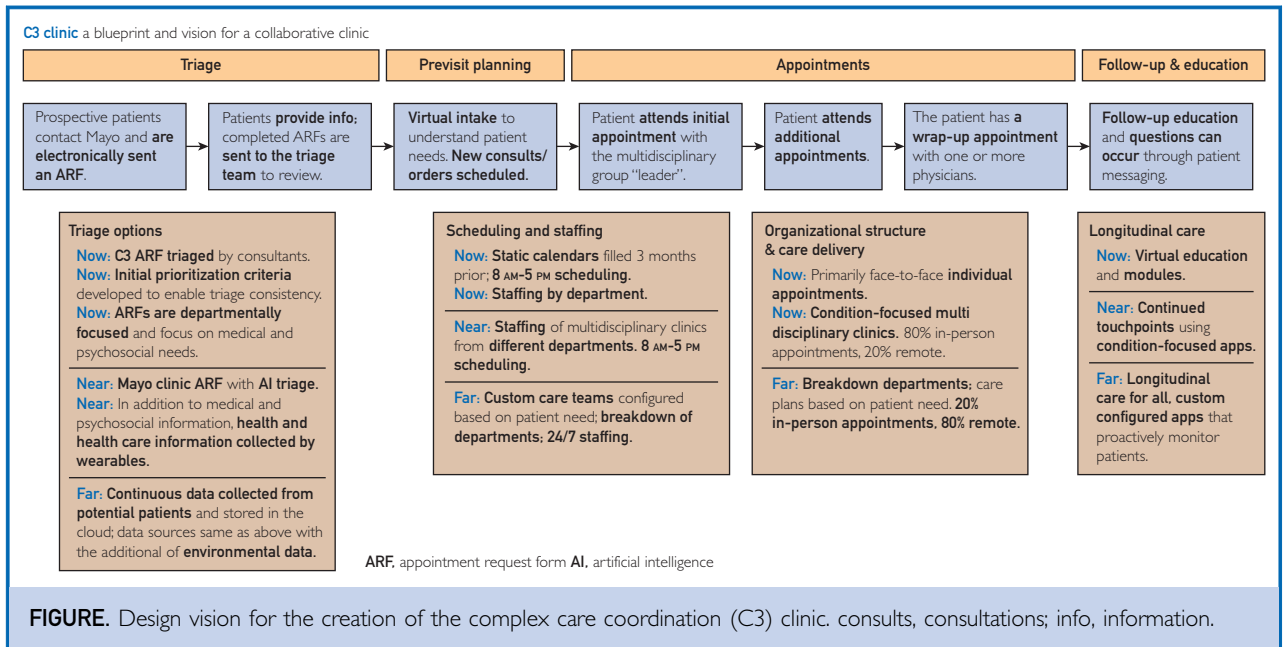 C3 clinic a blueprint and vision for a collaborative clinic
Triage
Previsit planning
Appointments
Follow-up & education
Prospective patients
contact Mayo and are
electronically sent
an ARF.
Patients provide info;
completed ARFs are
sent to the triage
team to review.
Virtual intake to
understand patient
needs. New consults/
orders scheduled.
Patient attends initial
appointment with
the multidisciplinary
group “leader”.
Patient attends
additional
appointments.
The patient has a
wrap-up appointment
with one or more
physicians.
Follow-up education
and questions can
occur through patient
messaging.
Triage options
Now: C3 ARF triaged by consultants.
Now: Initial prioritization criteria
developed to enable triage consistency.
Now: ARFs are departmentally
focused and focus on medical and
psychosocial needs.
Near: Mayo clinic ARF with AI triage.
Near: In addition to medical and
psychosocial information, health and
health care information collected by
wearables.
Far: Continuous data collected from
potential patients and stored in the
cloud; data sources same as above with
the additional of environmental data.
Scheduling and staffing
Now: Static calendars filled 3 months
prior; 8 AM-5 PM scheduling.
Now: Staffing by department.
Near: Staffing of multidisciplinary clinics
from different departments. 8 AM-5 PM
scheduling.
Far: Custom care teams configured
based on patient need; breakdown of
departments; 24/7 staffing.
Organizational structure
& care delivery
Now: Primarily face-to-face individual
appointments.
Now: Condition-focused multi
disciplinary clinics. 80% in-person
appointments, 20% remote.
Far: Breakdown departments; care
plans based on patient need. 20%
in-person appointments, 80% remote.
Longitudinal care
Now: Virtual education
and modules.
Near: Continued
touchpoints using
condition-focused apps.
Far: Longitudinal
care for all, custom
configured apps that
proactively monitor
patients.
ARF, appointment request form AI, artificial intelligence
FIGURE. Design vision for the creation of the complex care coordination (C3) clinic. consults, consultations; info, information.